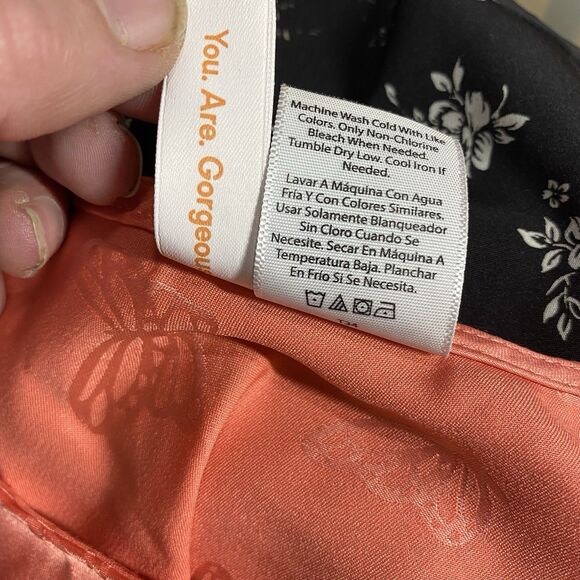 You. Are. Gorgeous
Machine Wash Cold With Like
Colors. Only Non-Chlorine
Bleach When Needed.
Tumble Dry Low. Cool Iron If
Needed.
Lavar A Máquina Con Agua
Fría Y Con Colores Similares.
Usar Solamente Blanqueador
Sin Cloro Cuando Se
Necesite. Secar En Máquina A
Temperatura Baja. Planchar
En Frío Si Se Necesita.